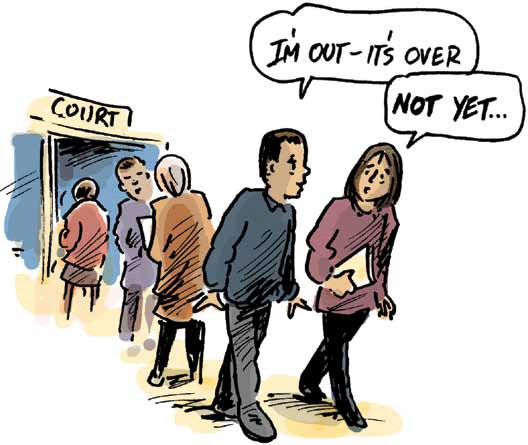 I'M OUT – IT'S OVER
NOT YET...
COURT